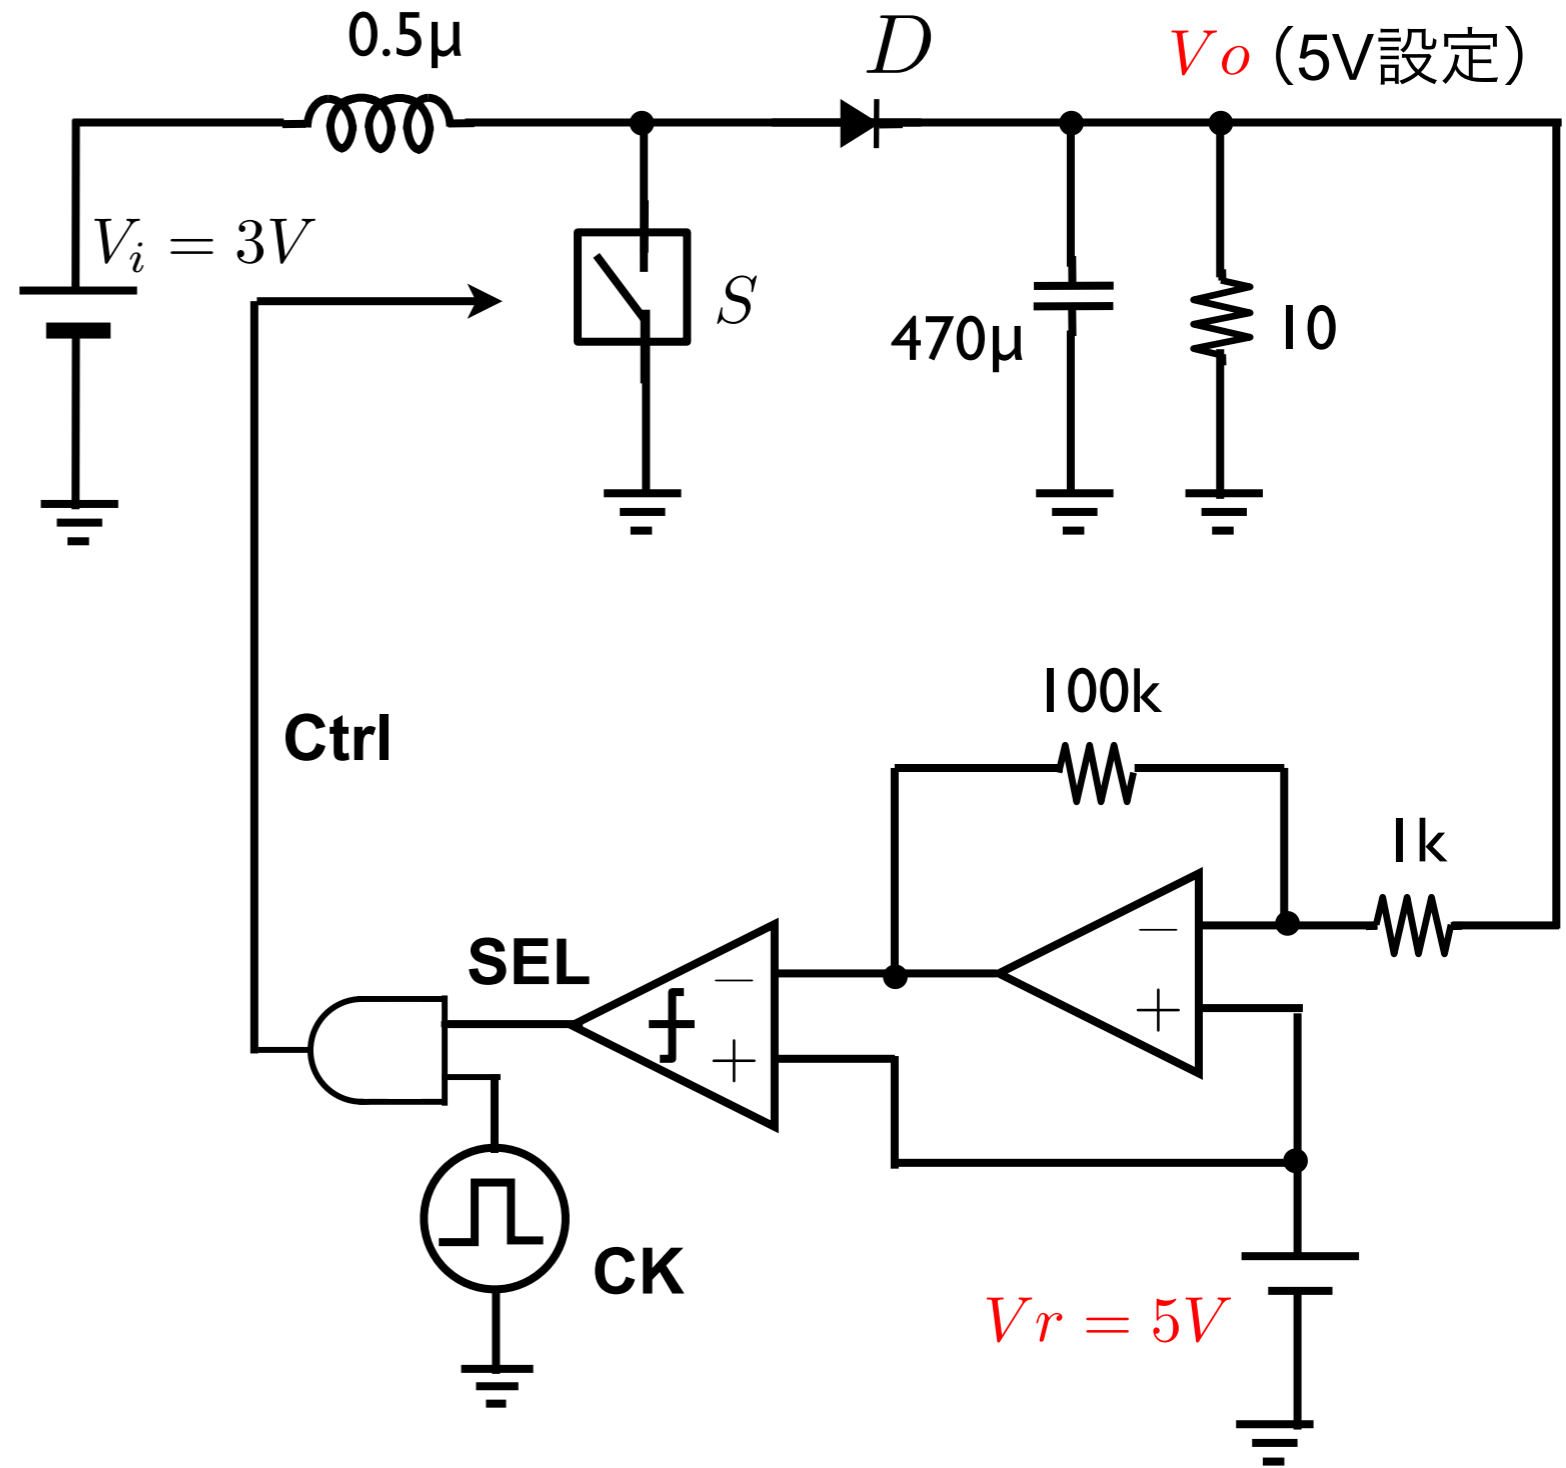 0.5μ
D
Vo（5V設定）
Vi = 3V
S
470μ
10
100k
Ctrl
1k
−
SEL
−
+
+
CK
Vr = 5V